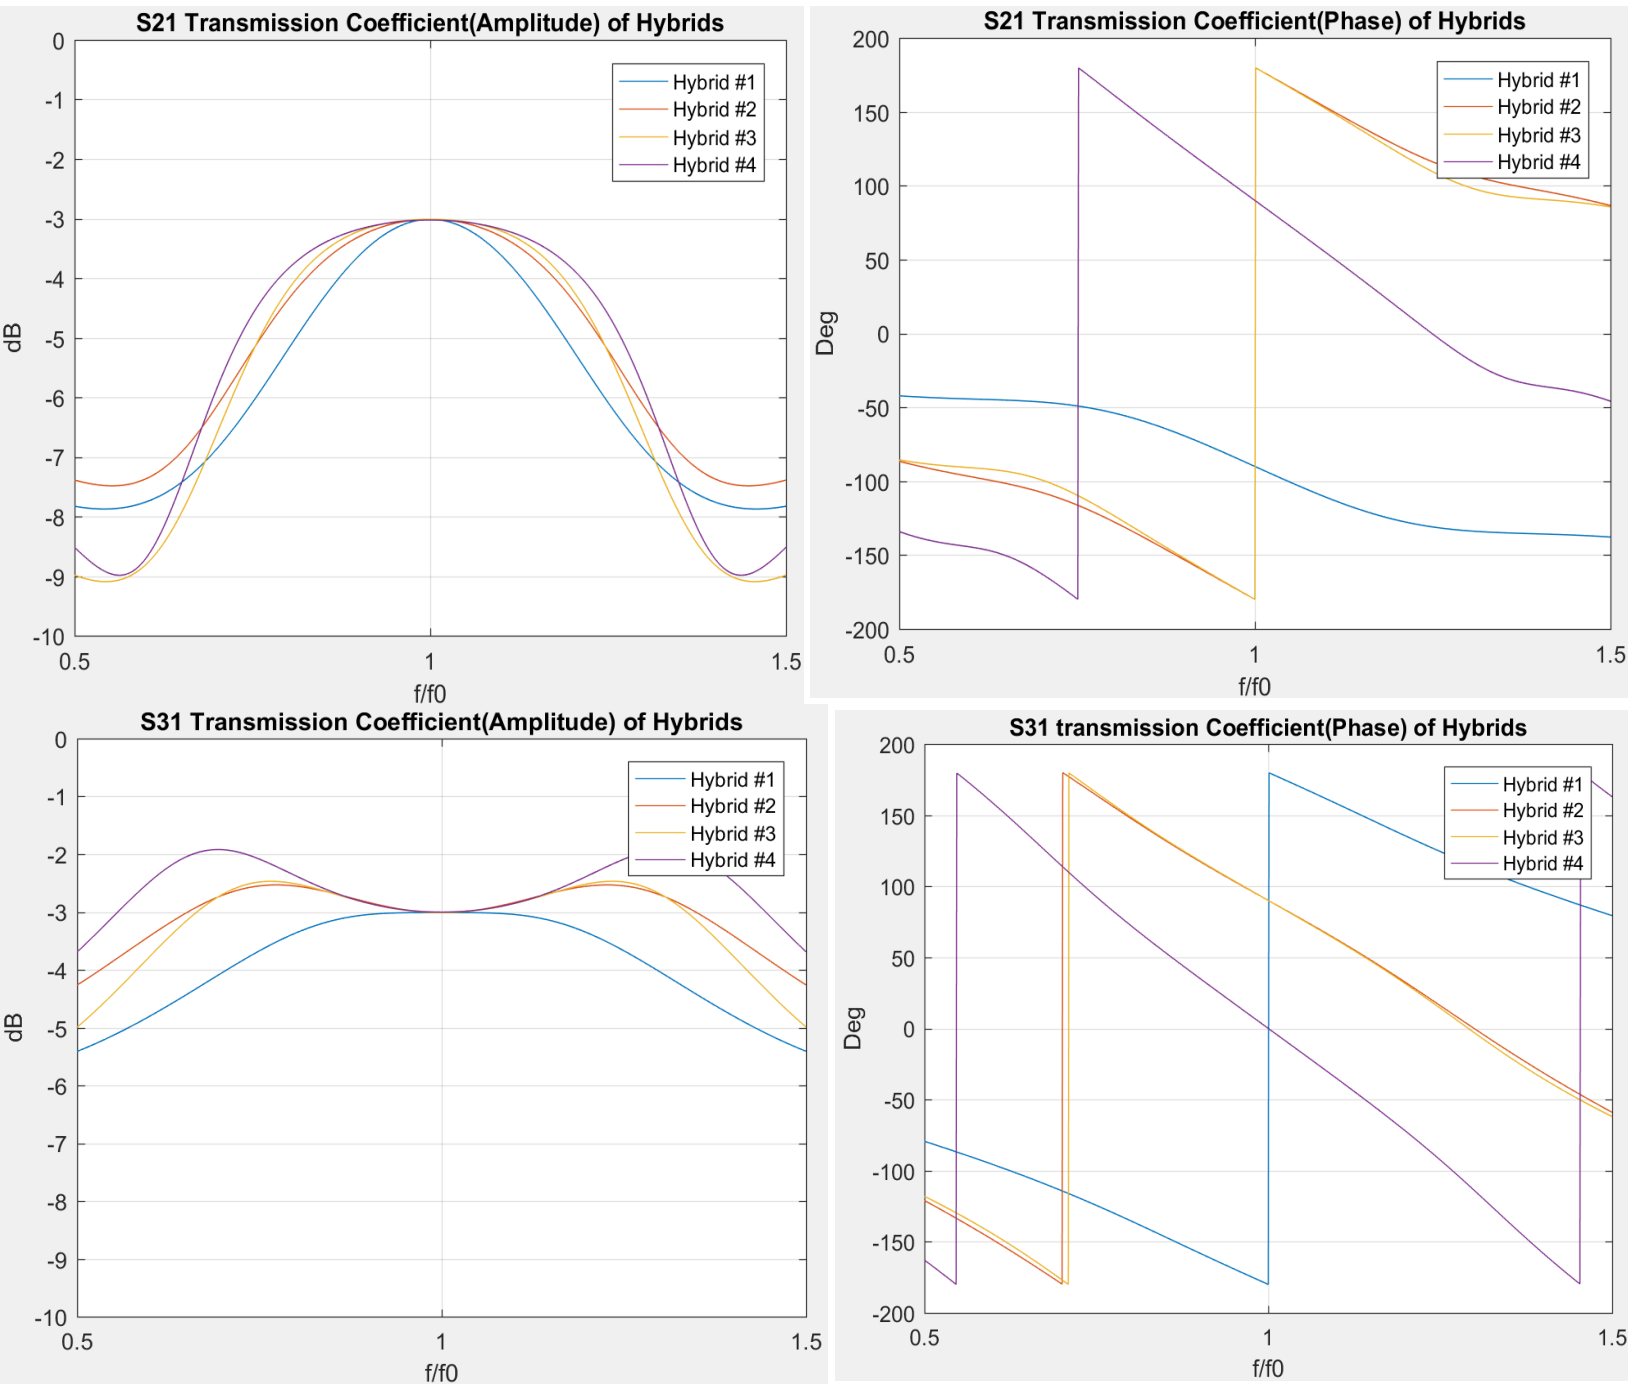 S21 Transmission Coefficient(Amplitude) of Hybrids
0
-1
-2
-3
-4
-5
-6
-7
-8
-9
-10
dB
0.5
1
1.5
f/f0
Hybrid #1
Hybrid #2
Hybrid #3
Hybrid #4
S21 Transmission Coefficient(Phase) of Hybrids
200
150
100
50
0
-50
-100
-150
-200
Deg
0.5
1
1.5
f/f0
Hybrid #1
Hybrid #2
Hybrid #3
Hybrid #4
S31 Transmission Coefficient(Amplitude) of Hybrids
0
-1
-2
-3
-4
-5
-6
-7
-8
-9
-10
dB
0.5
1
1.5
f/f0
Hybrid #1
Hybrid #2
Hybrid #3
Hybrid #4
S31 transmission Coefficient(Phase) of Hybrids
200
150
100
50
0
-50
-100
-150
-200
Deg
0.5
1
1.5
f/f0
Hybrid #1
Hybrid #2
Hybrid #3
Hybrid #4